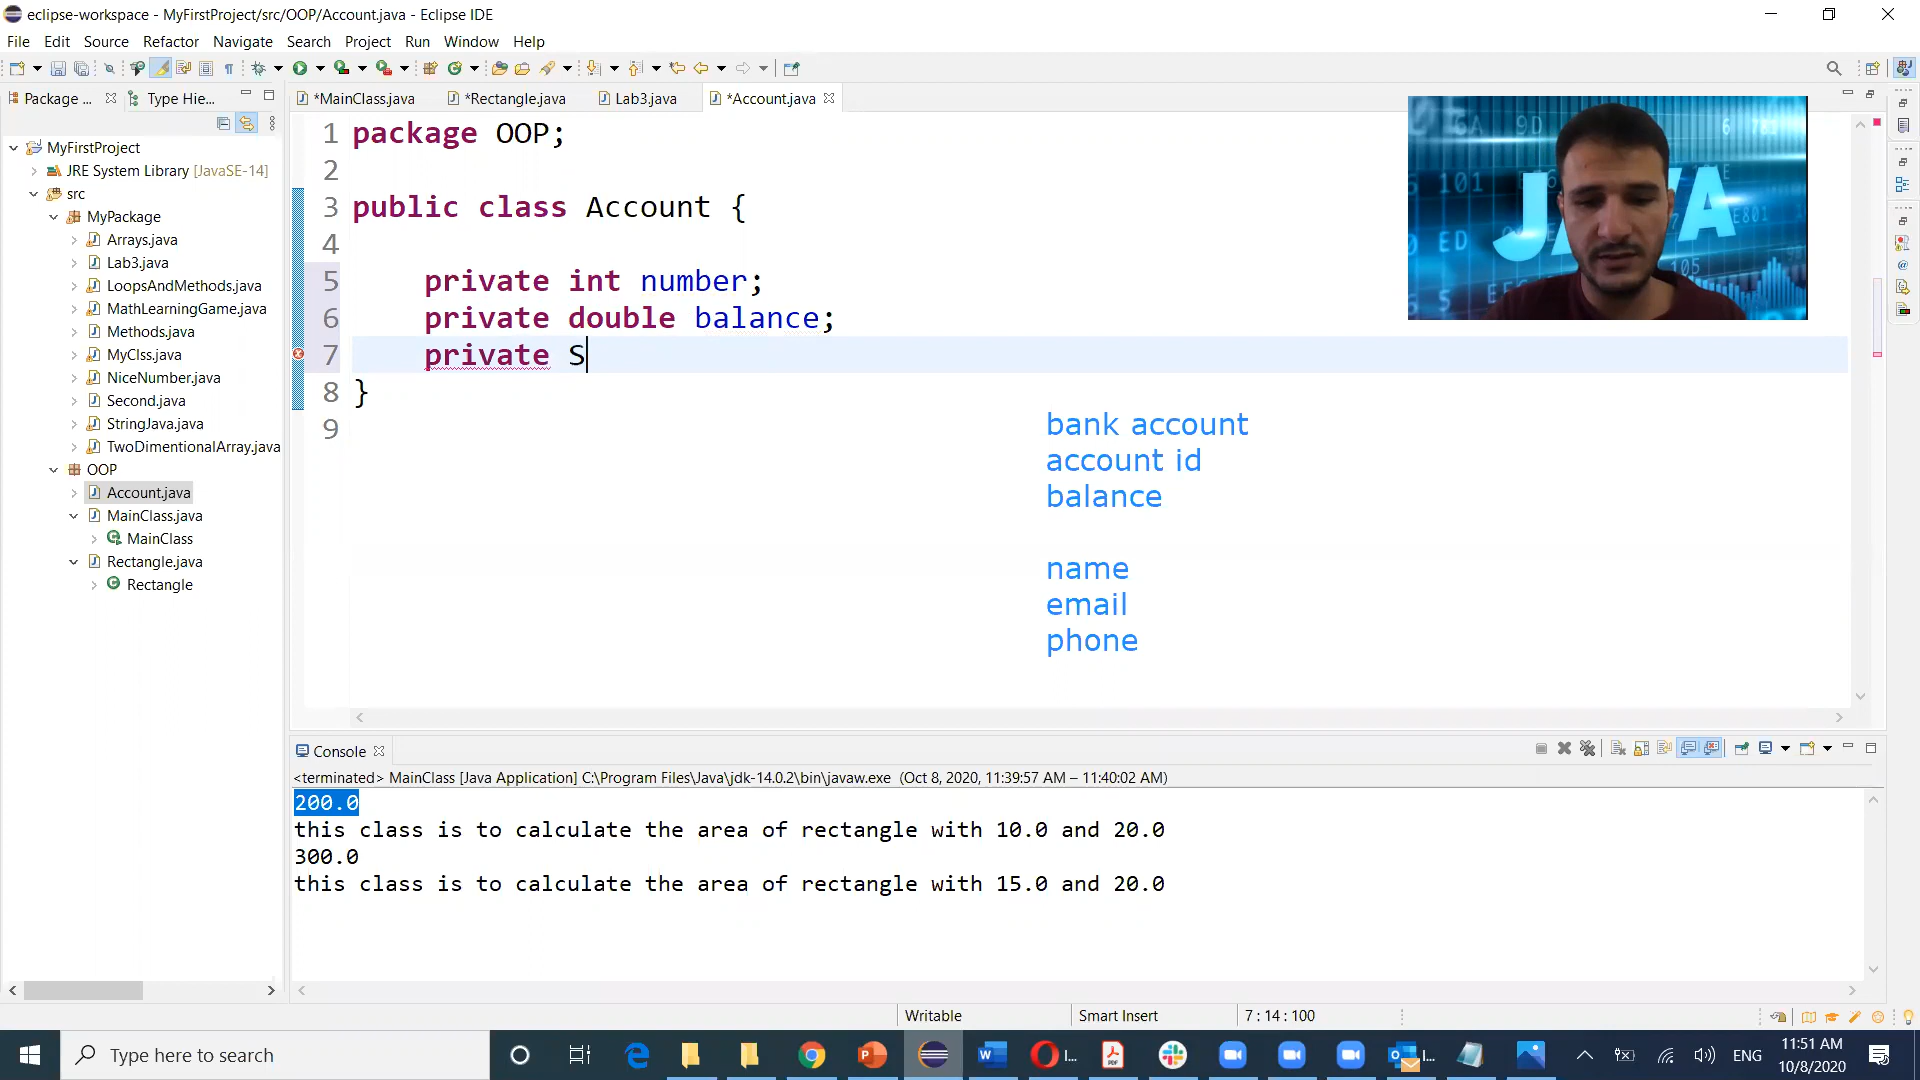 eclipse-workspace - MyFirstProject/src/OOP/Account.java - Eclipse IDE
File Edit Source Refactor Navigate Search Project Run Window Help
Package ... Type Hie...
*MainClass.java *Rectangle.java Lab3.java *Account.java
MyFirstProject
JRE System Library [JavaSE-14]
src
MyPackage
Arrays.java
Lab3.java
LoopsAndMethods.java
MathLearningGame.java
Methods.java
MyClss.java
NiceNumber.java
Second.java
StringJava.java
TwoDimentionalArray.java
OOP
Account.java
MainClass.java
MainClass
Rectangle.java
Rectangle
1 package OOP;
2
3 public class Account {
4
5 private int number;
6 private double balance;
7 private S
8 }
9
JAVA
bank account
account id
balance
name
email
phone
Console
<terminated> MainClass [Java Application] C:\Program Files\Java\jdk-14.0.2\bin\javaw.exe (Oct 8, 2020, 11:39:57 AM – 11:40:02 AM)
200.0
this class is to calculate the area of rectangle with 10.0 and 20.0
300.0
this class is to calculate the area of rectangle with 15.0 and 20.0
Writable Smart Insert 7 : 14 : 100
Type here to search
I... I...
ENG
11:51 AM
10/8/2020